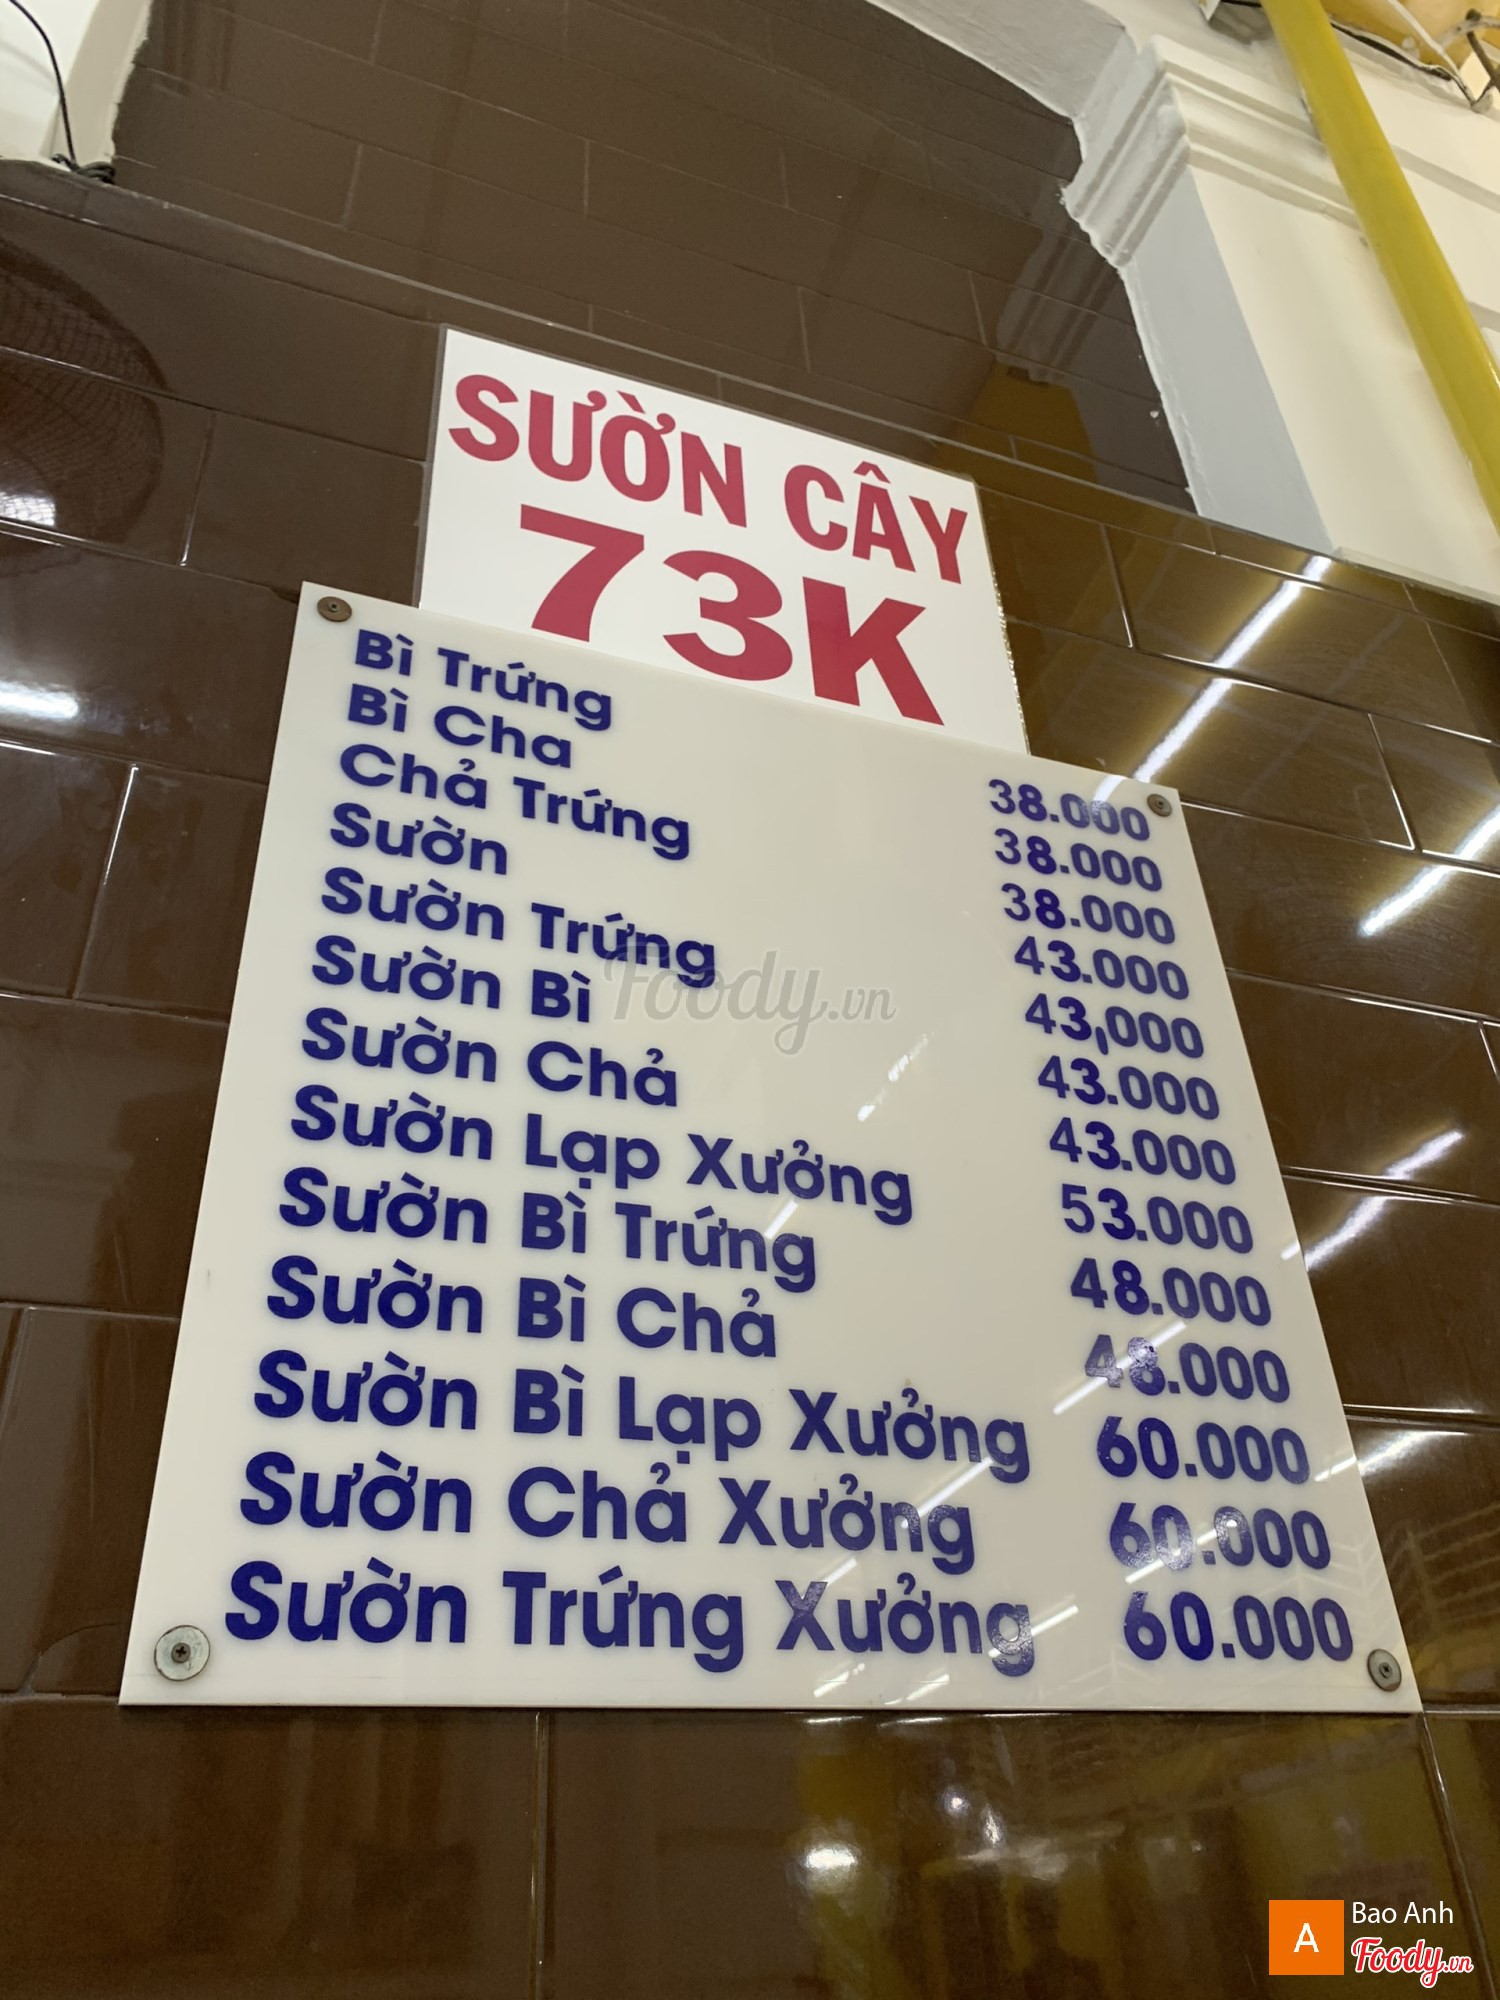 SƯỜN CÂY
73K
Bì Trứng 38.000
Bì Cha 38.000
Chả Trứng 38.000
Sườn 43.000
Sườn Trứng 43,000
Sườn Bì 43.000
Sườn Chả 43.000
Sườn Lạp Xưởng 53.000
Sườn Bì Trứng 48.000
Sườn Bì Chả 48.000
Sườn Bì Lạp Xưởng 60.000
Sườn Chả Xưởng 60.000
Sườn Trứng Xưởng 60.000
Foody.vn
A Bao Anh
Foody.vn